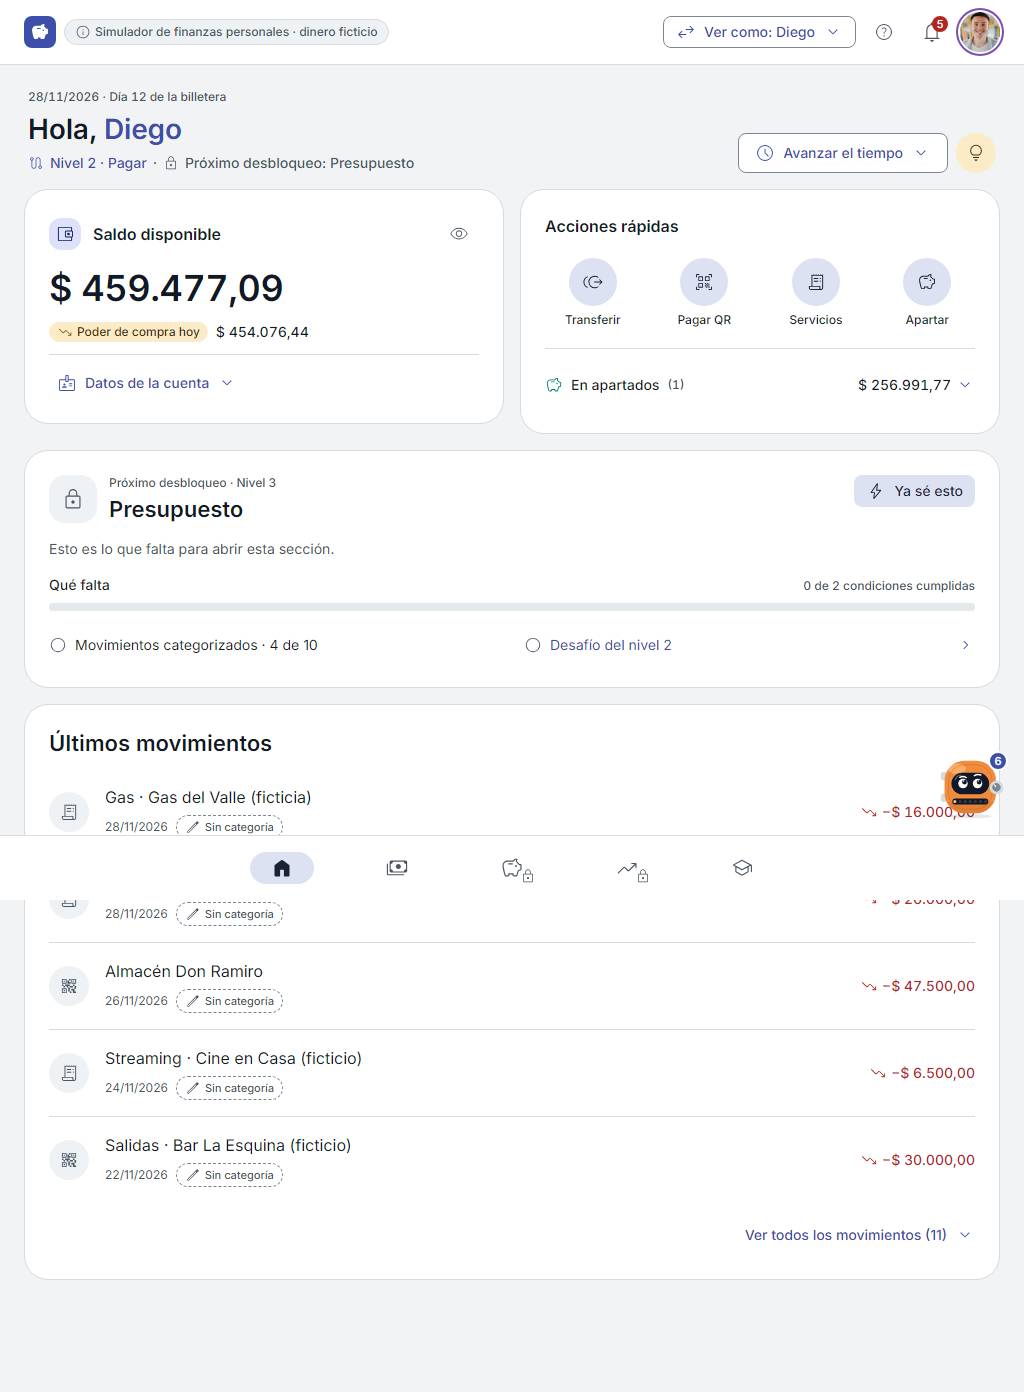 Simulador de finanzas personales · dinero ficticio
Ver como: Diego
5
28/11/2026 · Día 12 de la billetera
Hola, Diego
Nivel 2 · Pagar · Próximo desbloqueo: Presupuesto
Avanzar el tiempo
Saldo disponible
$ 459.477,09
Poder de compra hoy $ 454.076,44
Datos de la cuenta
Acciones rápidas
Transferir
Pagar QR
Servicios
Apartar
En apartados (1)
$ 256.991,77
Próximo desbloqueo · Nivel 3
Presupuesto
Ya sé esto
Esto es lo que falta para abrir esta sección.
Qué falta
0 de 2 condiciones cumplidas
Movimientos categorizados · 4 de 10
Desafío del nivel 2
Últimos movimientos
6
Gas · Gas del Valle (ficticia)
28/11/2026 Sin categoría
−$ 16.000,00
28/11/2026 Sin categoría
Almacén Don Ramiro
26/11/2026 Sin categoría
−$ 47.500,00
Streaming · Cine en Casa (ficticio)
24/11/2026 Sin categoría
−$ 6.500,00
Salidas · Bar La Esquina (ficticio)
22/11/2026 Sin categoría
−$ 30.000,00
Ver todos los movimientos (11)